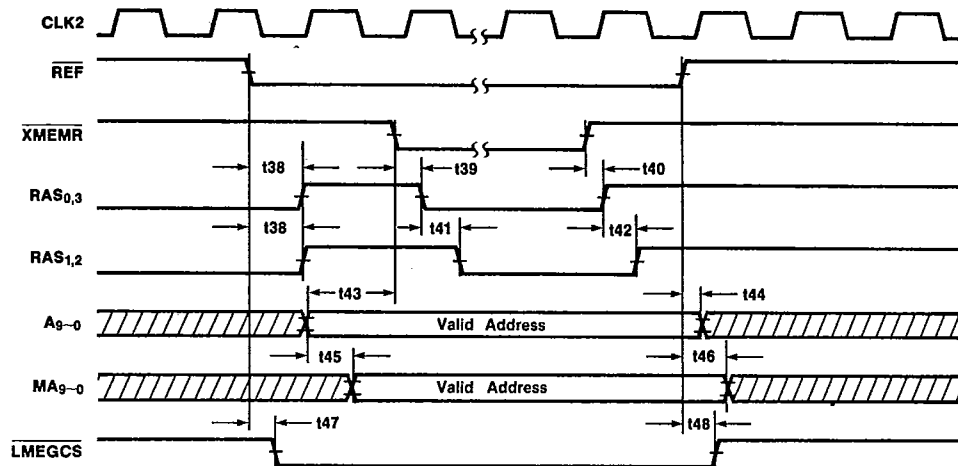 CLK2
REF
XMEMR
t38 t39 t40
RAS0,3
t38 t41 t42
RAS1,2
t43 t44
A9~0 Valid Address
t45 t46
MA9~0 Valid Address
t47 t48
LMEGCS